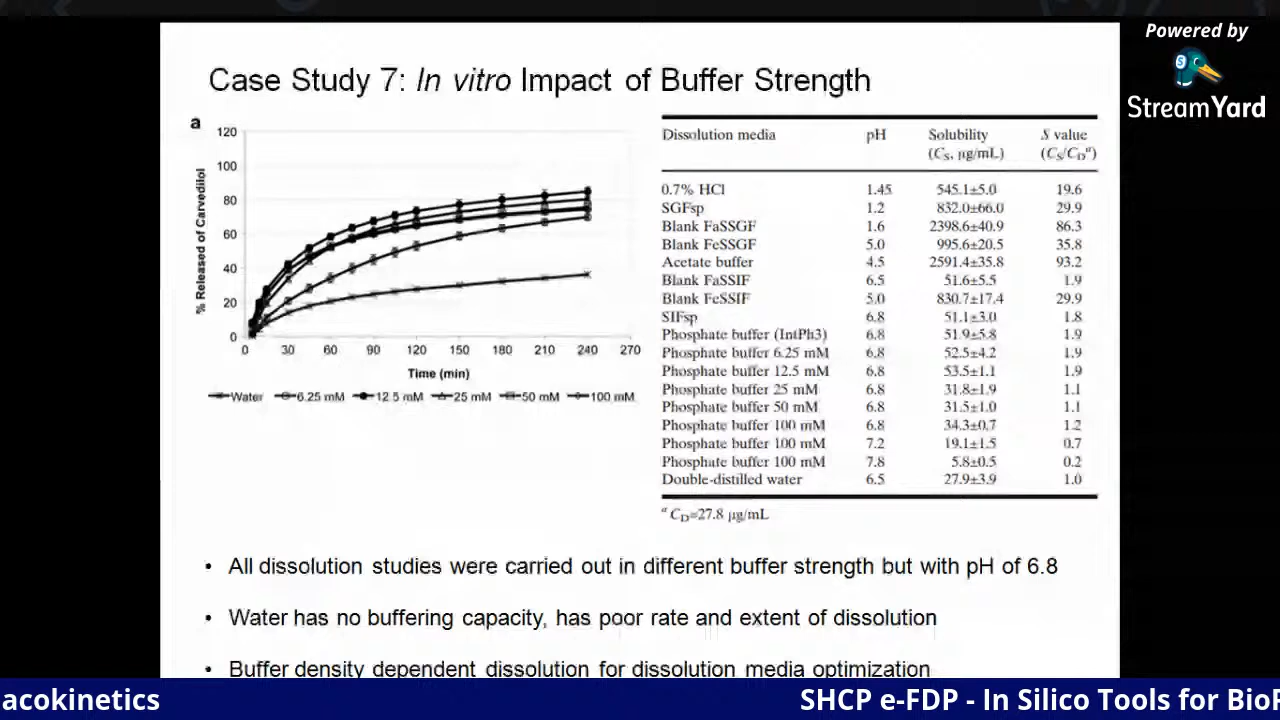 Powered by
StreamYard
Case Study 7: In vitro Impact of Buffer Strength
a
120
100
80
60
40
20
0
% Released of Carvedilol
0 30 60 90 120 150 180 210 240 270
Time (min)
Water 6.25 mM 12.5 mM 25 mM 50 mM 100 mM
Dissolution media pH Solubility S value
(CS, µg/mL) (CS/CDᵃ)
0.7% HCl 1.45 545.1±5.0 19.6
SGFsp 1.2 832.0±66.0 29.9
Blank FaSSGF 1.6 2398.6±40.9 86.3
Blank FeSSGF 5.0 995.6±20.5 35.8
Acetate buffer 4.5 2591.4±35.8 93.2
Blank FaSSIF 6.5 51.6±5.5 1.9
Blank FeSSIF 5.0 830.7±17.4 29.9
SIFsp 6.8 51.1±3.0 1.8
Phosphate buffer (IntPh3) 6.8 51.9±5.8 1.9
Phosphate buffer 6.25 mM 6.8 52.5±4.2 1.9
Phosphate buffer 12.5 mM 6.8 53.5±1.1 1.9
Phosphate buffer 25 mM 6.8 31.8±1.9 1.1
Phosphate buffer 50 mM 6.8 31.5±1.0 1.1
Phosphate buffer 100 mM 6.8 34.3±0.7 1.2
Phosphate buffer 100 mM 7.2 19.1±1.5 0.7
Phosphate buffer 100 mM 7.8 5.8±0.5 0.2
Double-distilled water 6.5 27.9±3.9 1.0
ᵃ CD=27.8 µg/mL
• All dissolution studies were carried out in different buffer strength but with pH of 6.8
• Water has no buffering capacity, has poor rate and extent of dissolution
• Buffer density dependent dissolution for dissolution media optimization
acokinetics SHCP e-FDP - In Silico Tools for BioP